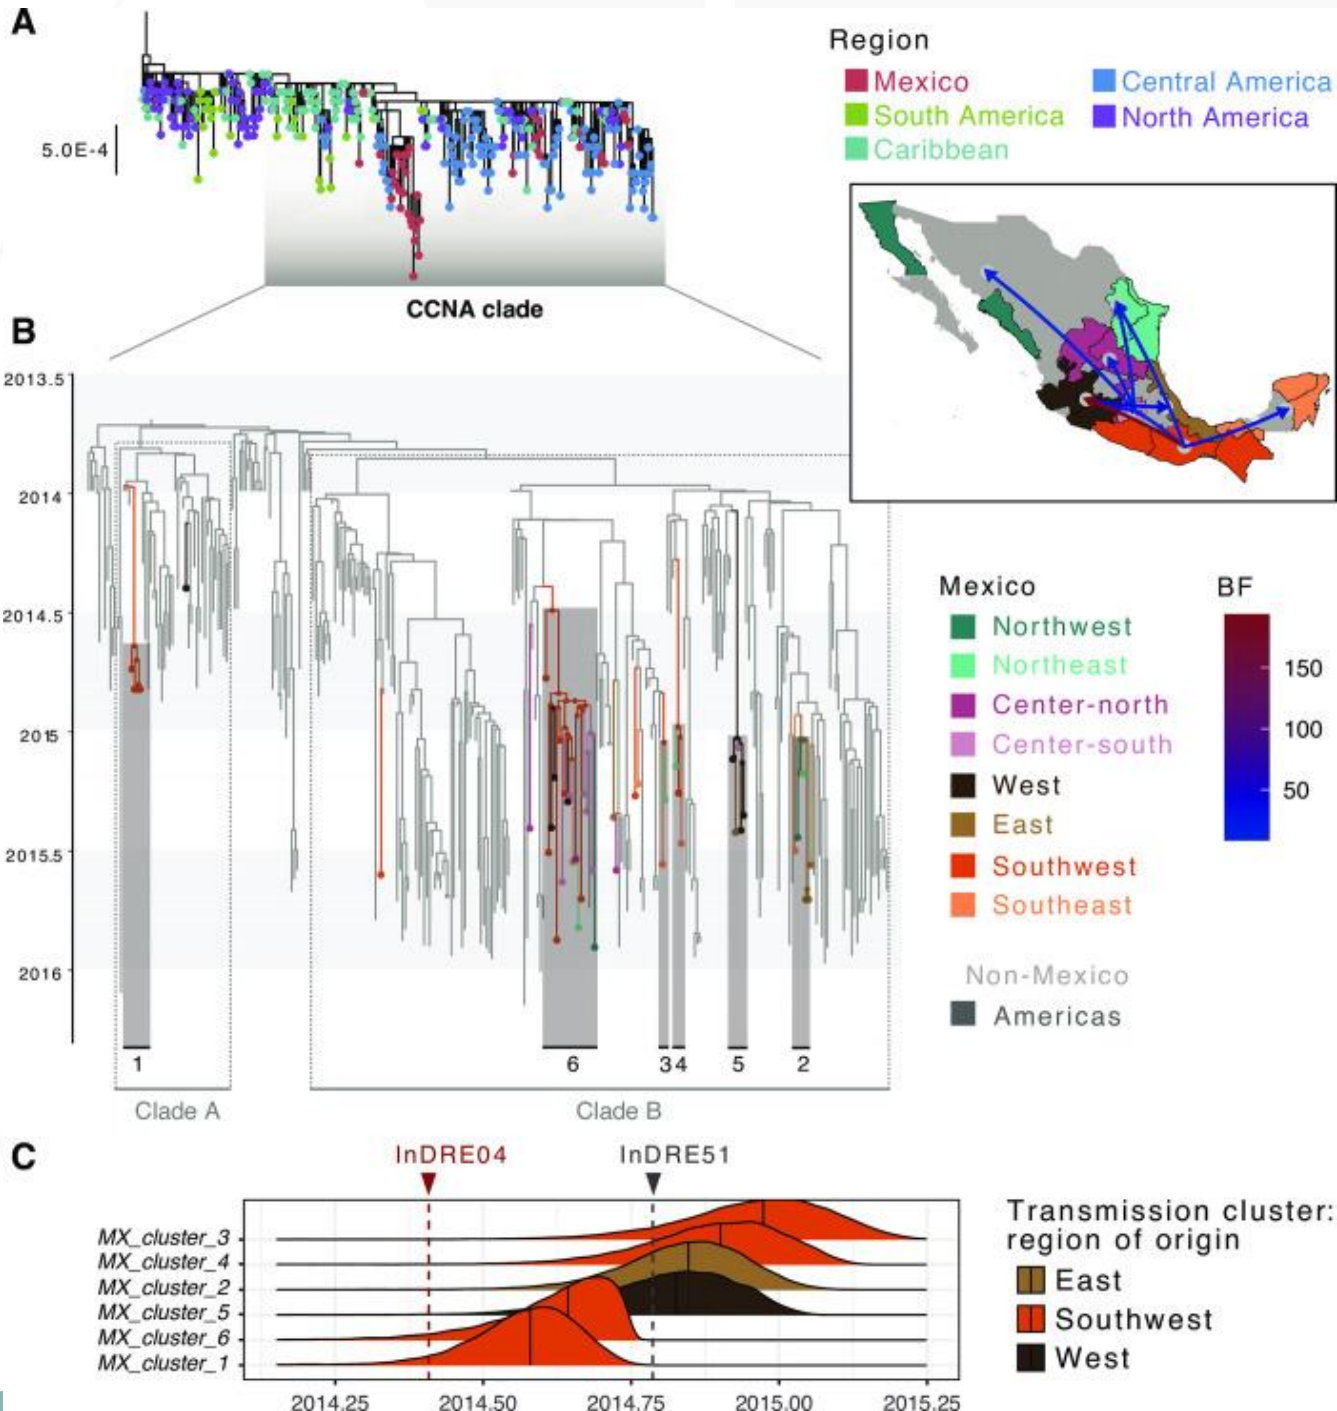 A
Region
Mexico
Central America
South America
North America
Caribbean
5.0E-4
CCNA clade
B
2013.5
2014
2014.5
2015
2015.5
2016
1
6
3
4
5
2
Clade A
Clade B
Mexico
Northwest
Northeast
Center-north
Center-south
West
East
Southwest
Southeast
Non-Mexico
Americas
BF
150
100
50
C
InDRE04
InDRE51
MX_cluster_3
MX_cluster_4
MX_cluster_2
MX_cluster_5
MX_cluster_6
MX_cluster_1
2014.25
2014.50
2014.75
2015.00
2015.25
Transmission cluster:
region of origin
East
Southwest
West